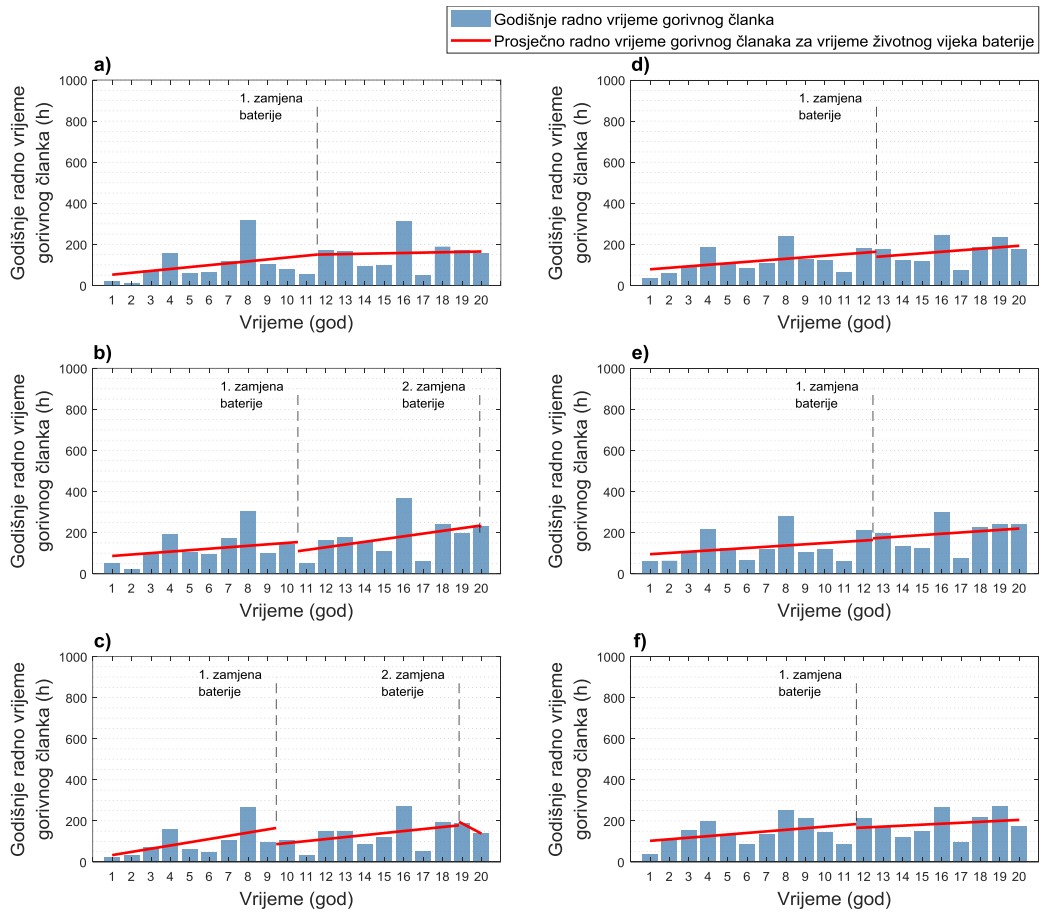 Godišnje radno vrijeme gorivnog članka
Prosječno radno vrijeme gorivnog članaka za vrijeme životnog vijeka baterije
a)
Godišnje radno vrijeme
gorivnog članka (h)
1000
800
600
400
200
0
1. zamjena
baterije
1 2 3 4 5 6 7 8 9 10 11 12 13 14 15 16 17 18 19 20
Vrijeme (god)
d)
Godišnje radno vrijeme
gorivnog članka (h)
1000
800
600
400
200
0
1. zamjena
baterije
1 2 3 4 5 6 7 8 9 10 11 12 13 14 15 16 17 18 19 20
Vrijeme (god)
b)
Godišnje radno vrijeme
gorivnog članka (h)
1000
800
600
400
200
0
1. zamjena
baterije
2. zamjena
baterije
1 2 3 4 5 6 7 8 9 10 11 12 13 14 15 16 17 18 19 20
Vrijeme (god)
e)
Godišnje radno vrijeme
gorivnog članka (h)
1000
800
600
400
200
0
1. zamjena
baterije
1 2 3 4 5 6 7 8 9 10 11 12 13 14 15 16 17 18 19 20
Vrijeme (god)
c)
Godišnje radno vrijeme
gorivnog članka (h)
1000
800
600
400
200
0
1. zamjena
baterije
2. zamjena
baterije
1 2 3 4 5 6 7 8 9 10 11 12 13 14 15 16 17 18 19 20
Vrijeme (god)
f)
Godišnje radno vrijeme
gorivnog članka (h)
1000
800
600
400
200
0
1. zamjena
baterije
1 2 3 4 5 6 7 8 9 10 11 12 13 14 15 16 17 18 19 20
Vrijeme (god)